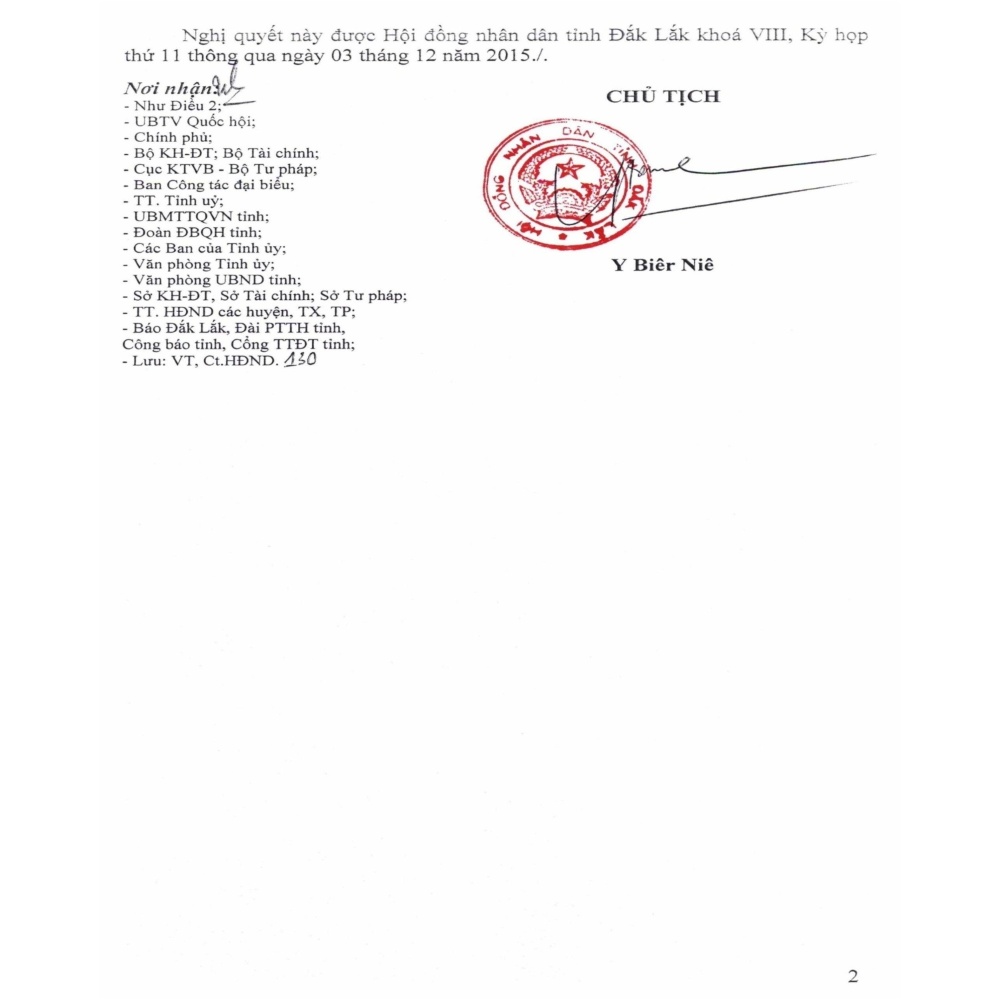 Nghị quyết này được Hội đồng nhân dân tỉnh Đắk Lắk khoá VIII, Kỳ họp
thứ 11 thông qua ngày 03 tháng 12 năm 2015./.
Nơi nhận:
- Như Điều 2;
- UBTV Quốc hội;
- Chính phủ;
- Bộ KH-ĐT; Bộ Tài chính;
- Cục KTVB - Bộ Tư pháp;
- Ban Công tác đại biểu;
- TT. Tỉnh uỷ;
- UBMTTQVN tỉnh;
- Đoàn ĐBQH tỉnh;
- Các Ban của Tỉnh ủy;
- Văn phòng Tỉnh ủy;
- Văn phòng UBND tỉnh;
- Sở KH-ĐT, Sở Tài chính; Sở Tư pháp;
- TT. HĐND các huyện, TX, TP;
- Báo Đắk Lắk, Đài PTTH tỉnh,
Công báo tỉnh, Cổng TTĐT tỉnh;
- Lưu: VT, Ct.HĐND. 130
CHỦ TỊCH
HỘI ĐỒNG NHÂN DÂN TỈNH ĐẮK LẮK
Y Biêr Niê
2